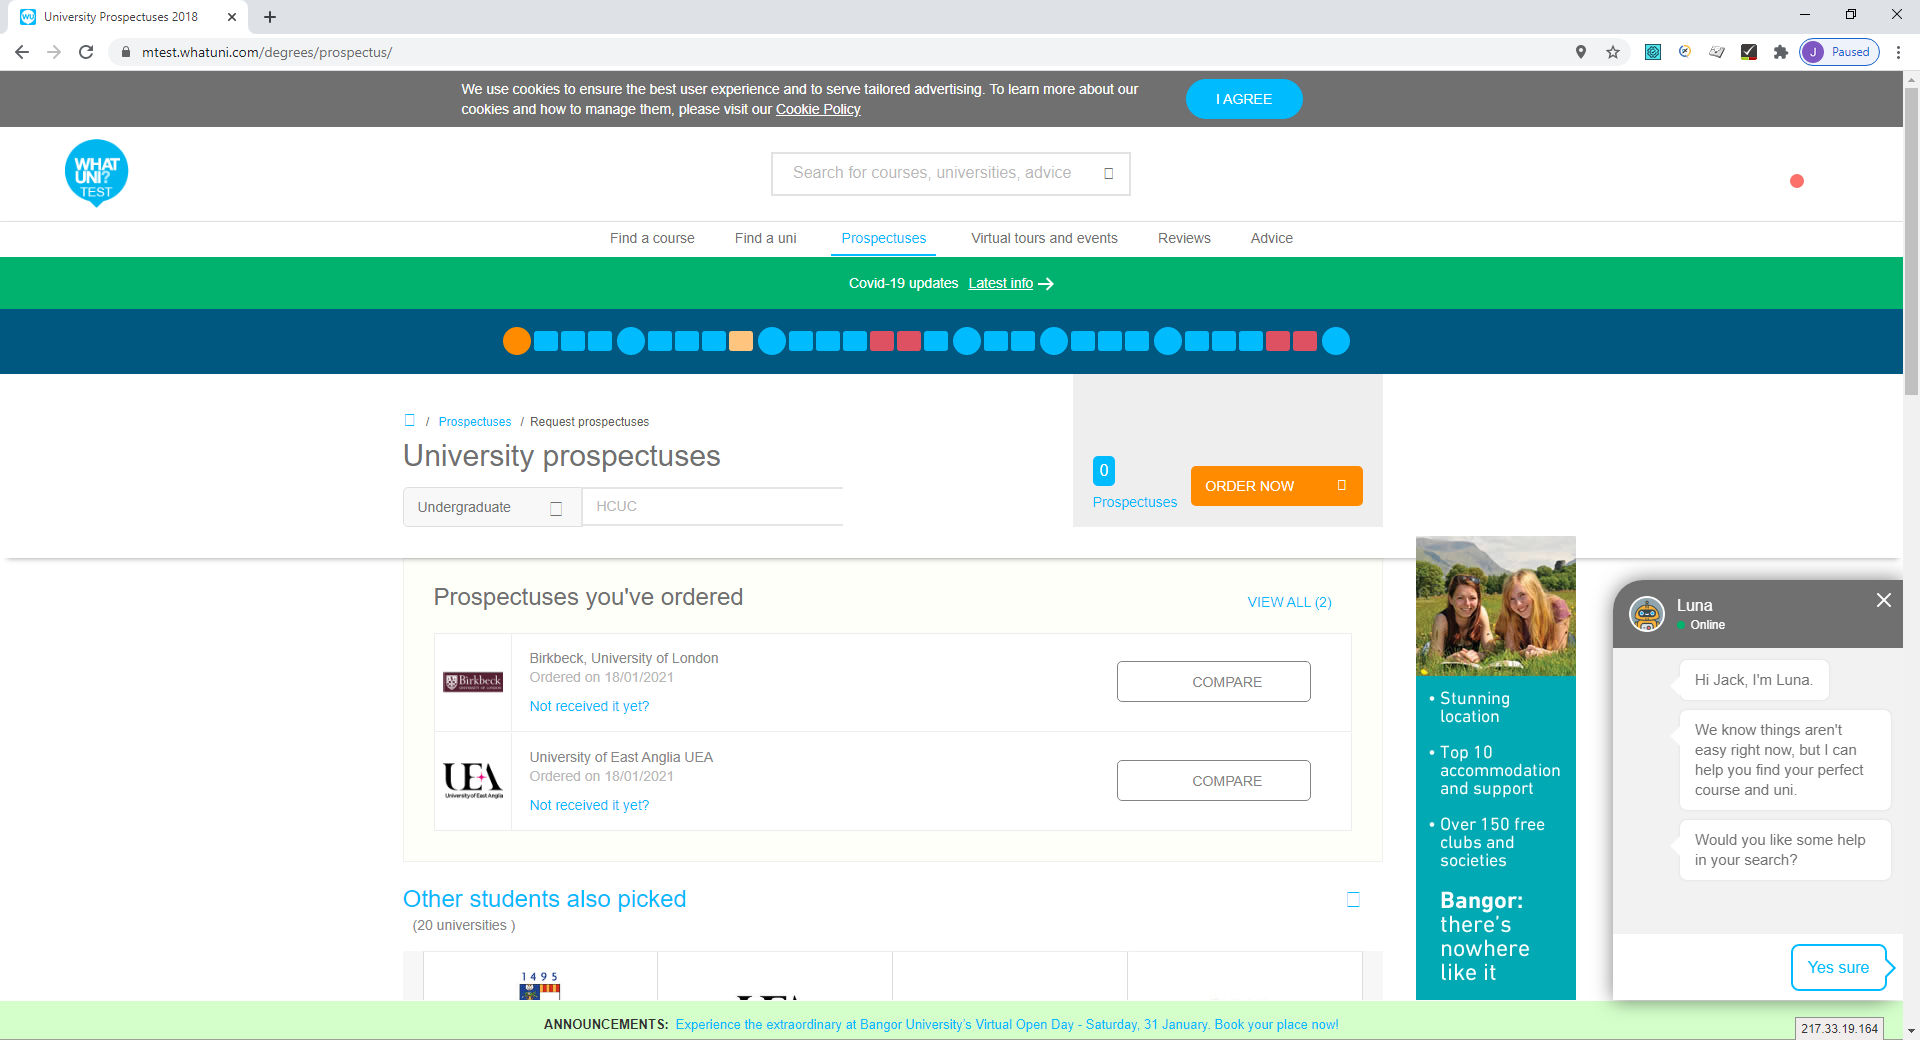 University Prospectuses 2018
mtest.whatuni.com/degrees/prospectus/
J Paused
We use cookies to ensure the best user experience and to serve tailored advertising. To learn more about our
cookies and how to manage them, please visit our Cookie Policy
I AGREE
WHAT
UNI?
TEST
Search for courses, universities, advice
Find a course
Find a uni
Prospectuses
Virtual tours and events
Reviews
Advice
Covid-19 updates Latest info
/ Prospectuses / Request prospectuses
University prospectuses
Undergraduate
HCUC
0
Prospectuses
ORDER NOW
Prospectuses you've ordered
VIEW ALL (2)
Birkbeck
UNIVERSITY OF LONDON
Birkbeck, University of London
Ordered on 18/01/2021
Not received it yet?
COMPARE
UEA
University of East Anglia
University of East Anglia UEA
Ordered on 18/01/2021
Not received it yet?
COMPARE
Other students also picked
(20 universities )
1495
UEA
• Stunning
location
• Top 10
accommodation
and support
• Over 150 free
clubs and
societies
Bangor:
there's
nowhere
like it
Luna
Online
Hi Jack, I'm Luna.
We know things aren't
easy right now, but I can
help you find your perfect
course and uni.
Would you like some help
in your search?
Yes sure
ANNOUNCEMENTS: Experience the extraordinary at Bangor University's Virtual Open Day - Saturday, 31 January. Book your place now!
217.33.19.164